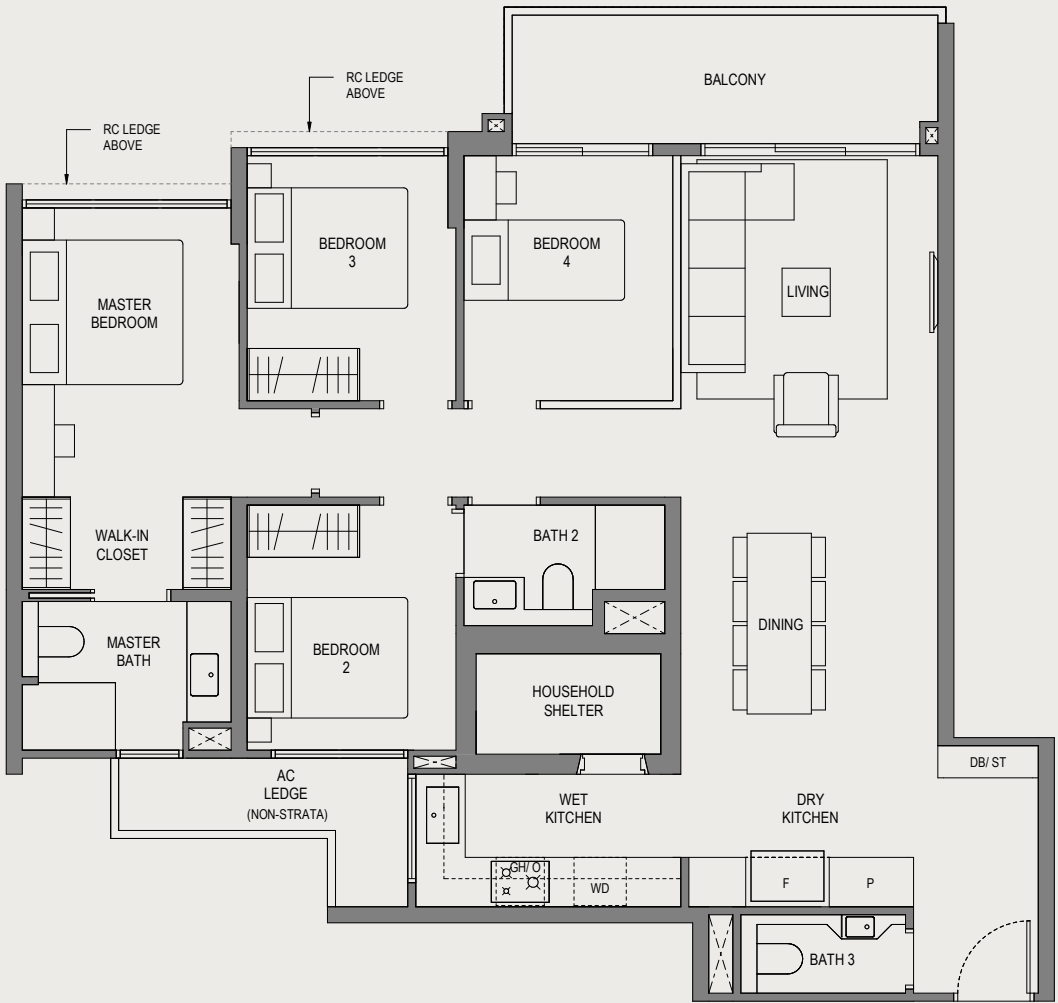 BALCONY
RC LEDGE
ABOVE
RC LEDGE
ABOVE
BEDROOM
3
BEDROOM
4
MASTER
BEDROOM
LIVING
WALK-IN
CLOSET
BATH 2
DINING
MASTER
BATH
BEDROOM
2
HOUSEHOLD
SHELTER
DB/ ST
AC
LEDGE
(NON-STRATA)
WET
KITCHEN
DRY
KITCHEN
GH/ O
WD
F
P
BATH 3